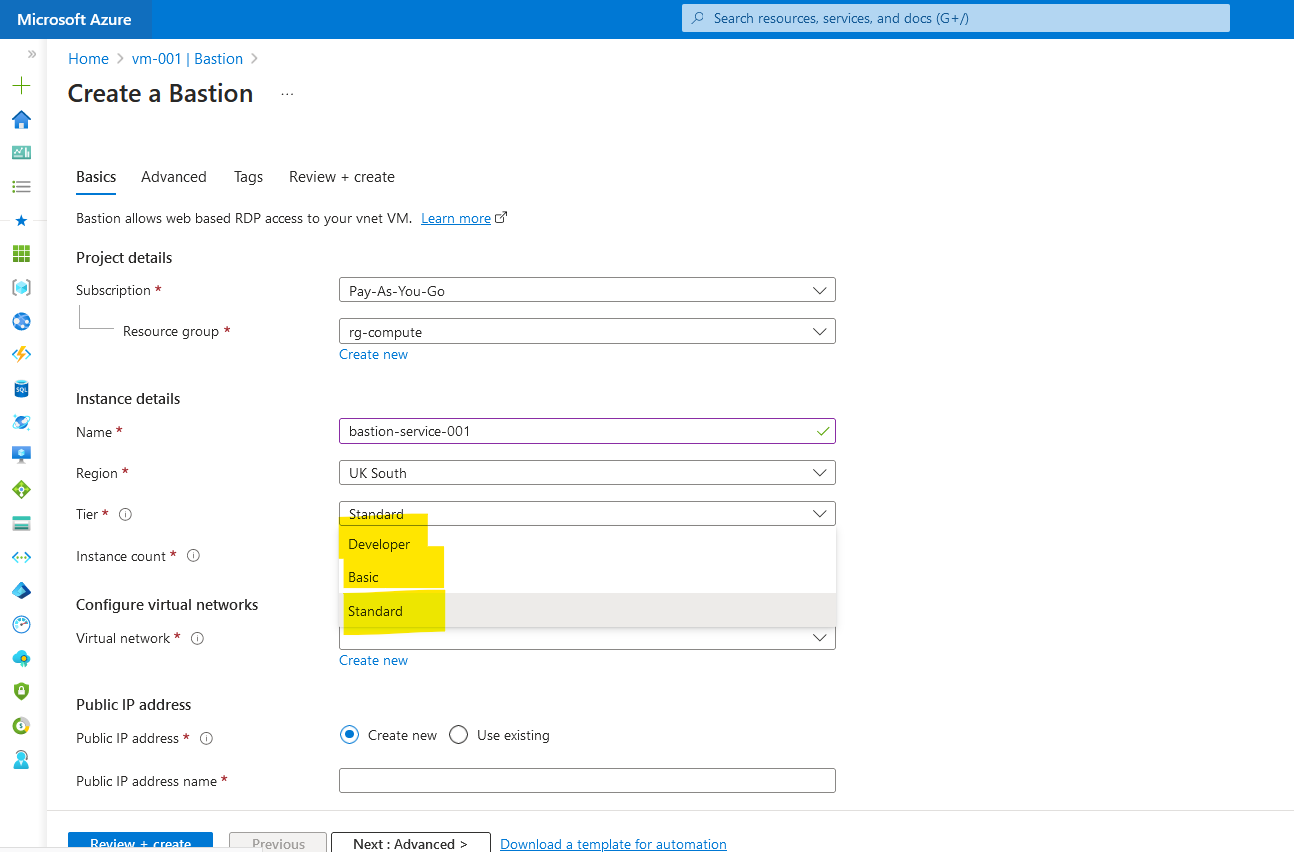 Microsoft Azure
Search resources, services, and docs (G+/)
Home > vm-001 | Bastion >
Create a Bastion ...
Basics Advanced Tags Review + create
Bastion allows web based RDP access to your vnet VM. Learn more
Project details
Subscription * Pay-As-You-Go
Resource group * rg-compute
Create new
Instance details
Name * bastion-service-001
Region * UK South
Tier * Standard
Developer
Instance count *
Basic
Configure virtual networks
Standard
Virtual network *
Create new
Public IP address
Public IP address * Create new Use existing
Public IP address name *
Review + create Previous Next : Advanced > Download a template for automation